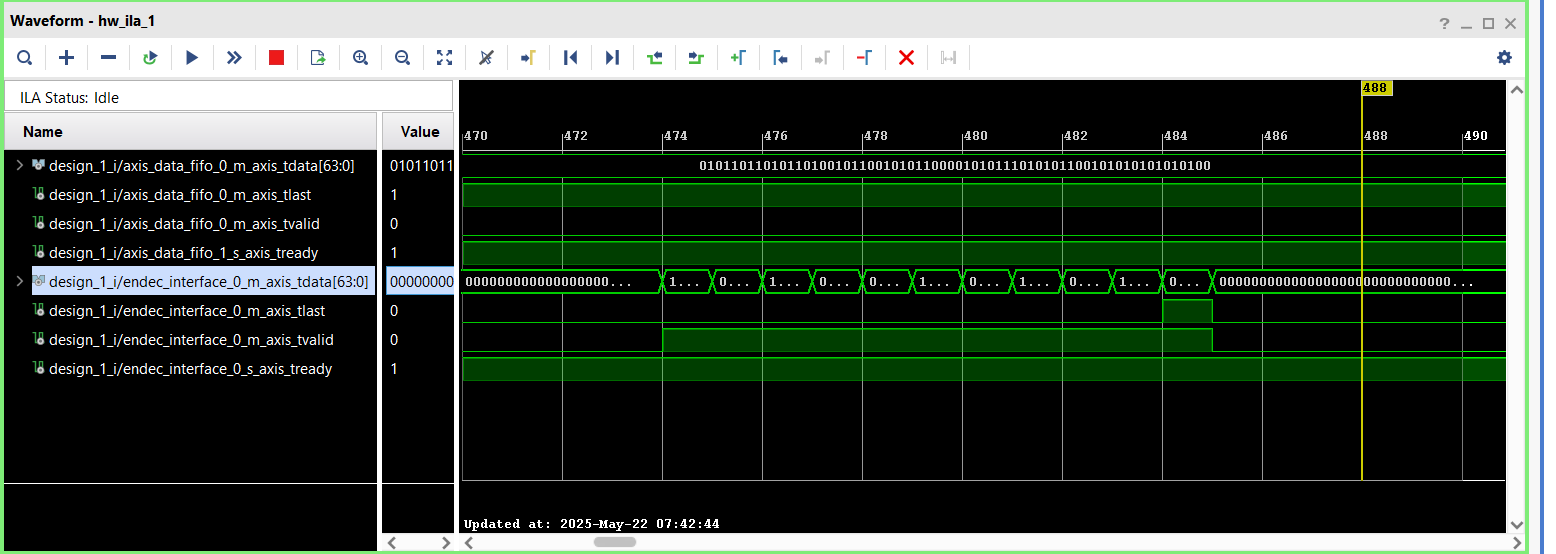 Waveform - hw_ila_1
ILA Status: Idle
Name Value
488
470 472 474 476 478 480 482 484 486 488 490
design_1_i/axis_data_fifo_0_m_axis_tdata[63:0] 01011011
design_1_i/axis_data_fifo_0_m_axis_tlast 1
design_1_i/axis_data_fifo_0_m_axis_tvalid 0
design_1_i/axis_data_fifo_1_s_axis_tready 1
design_1_i/endec_interface_0_m_axis_tdata[63:0] 00000000 000000000000000000... 1... 0... 1... 0... 0... 1... 0... 1... 0... 1... 0... 00000000000000000000000000000...
design_1_i/endec_interface_0_m_axis_tlast 0
design_1_i/endec_interface_0_m_axis_tvalid 0
design_1_i/endec_interface_0_s_axis_tready 1
Updated at: 2025-May-22 07:42:44